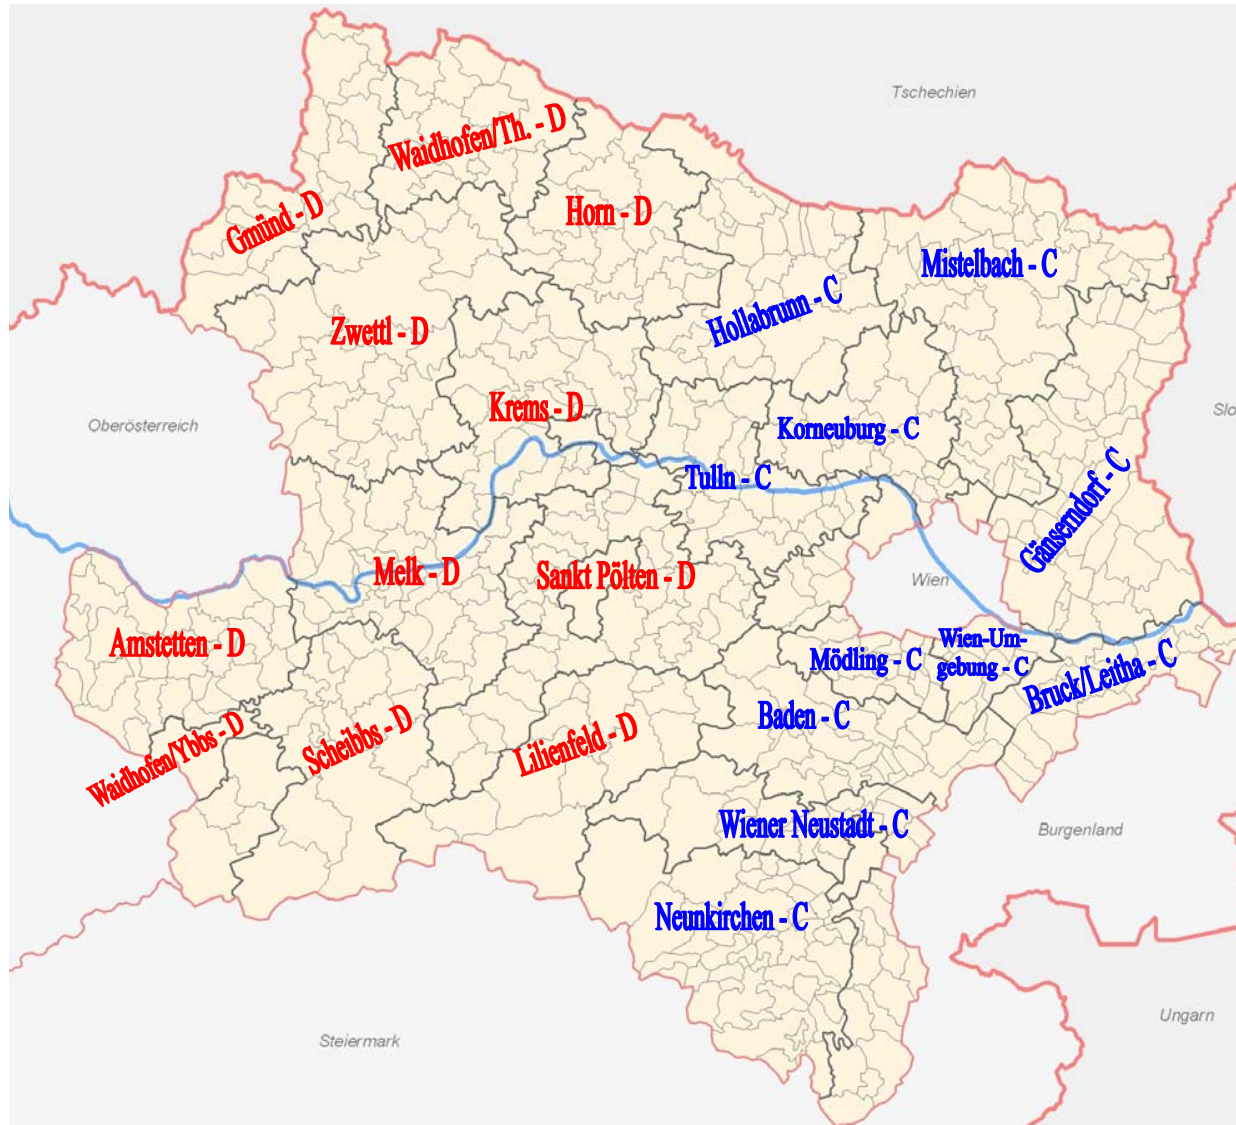 Tschechien
Waidhofen/Th. - D
Gmünd - D
Horn - D
Mistelbach - C
Hollabrunn - C
Zwettl - D
Krems - D
Oberösterreich
Slo
Korneuburg - C
Tulln - C
Gänserndorf - C
Melk - D
Sankt Pölten - D
Wien
Amstetten - D
Mödling - C
Wien-Um-
gebung - C
Bruck/Leitha - C
Waidhofen/Ybbs - D
Scheibbs - D
Lilienfeld - D
Baden - C
Wiener Neustadt - C
Burgenland
Neunkirchen - C
Ungarn
Steiermark